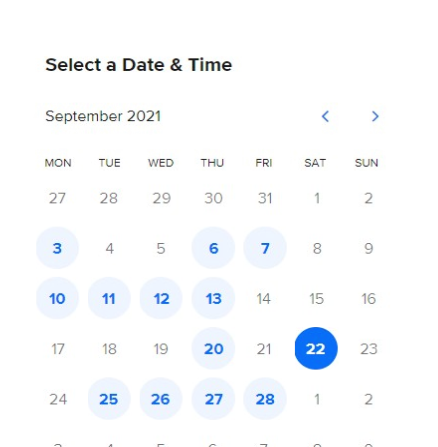 Select a Date & Time
September 2021
MON TUE WED THU FRI SAT SUN
27 28 29 30 31 1 2
3 4 5 6 7 8 9
10 11 12 13 14 15 16
17 18 19 20 21 22 23
24 25 26 27 28 1 2